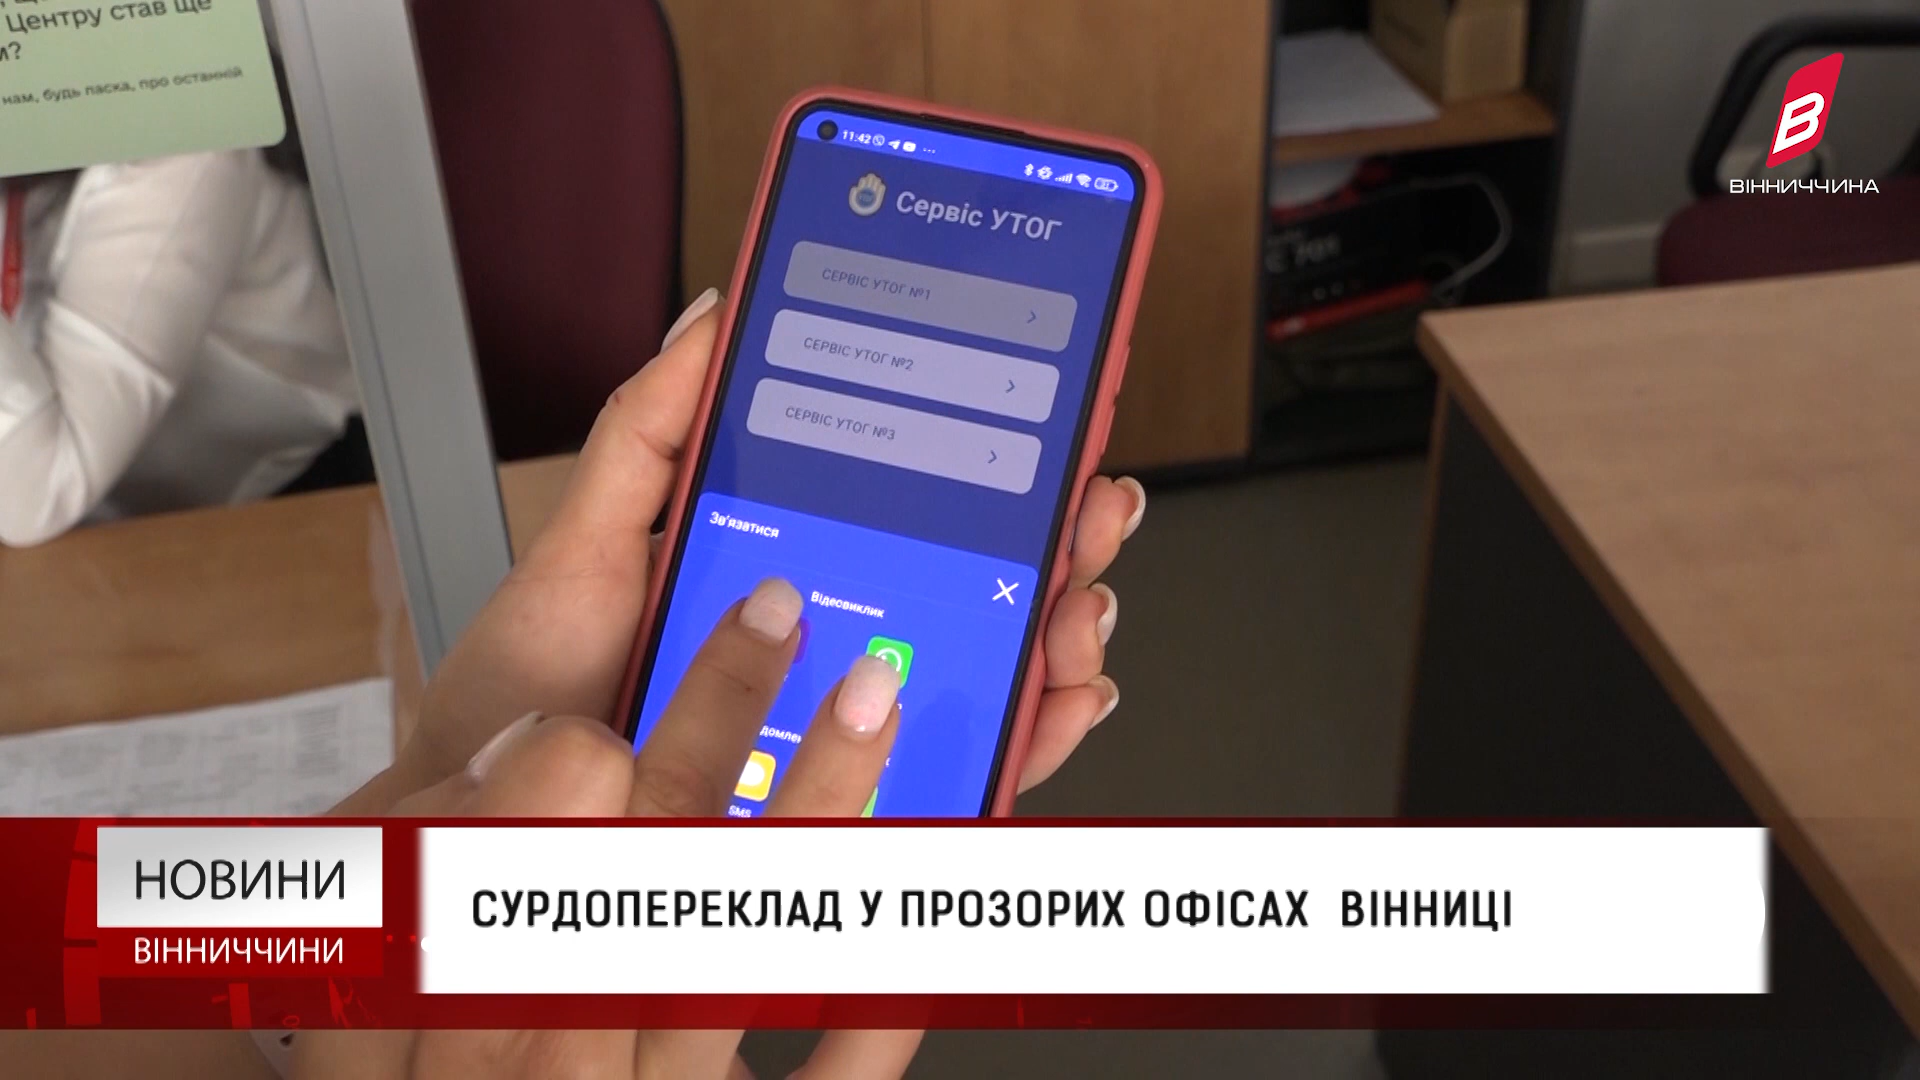 Центру став ще
м?
нам, будь ласка, про останній
11:42
Сервіс УТОГ
СЕРВІС УТОГ №1
СЕРВІС УТОГ №2
СЕРВІС УТОГ №3
Зв'язатися
Відеовиклик
SMS
В
ВІННИЧЧИНА
НОВИНИ
ВІННИЧЧИНИ
СУРДОПЕРЕКЛАД У ПРОЗОРИХ ОФІСАХ ВІННИЦІ